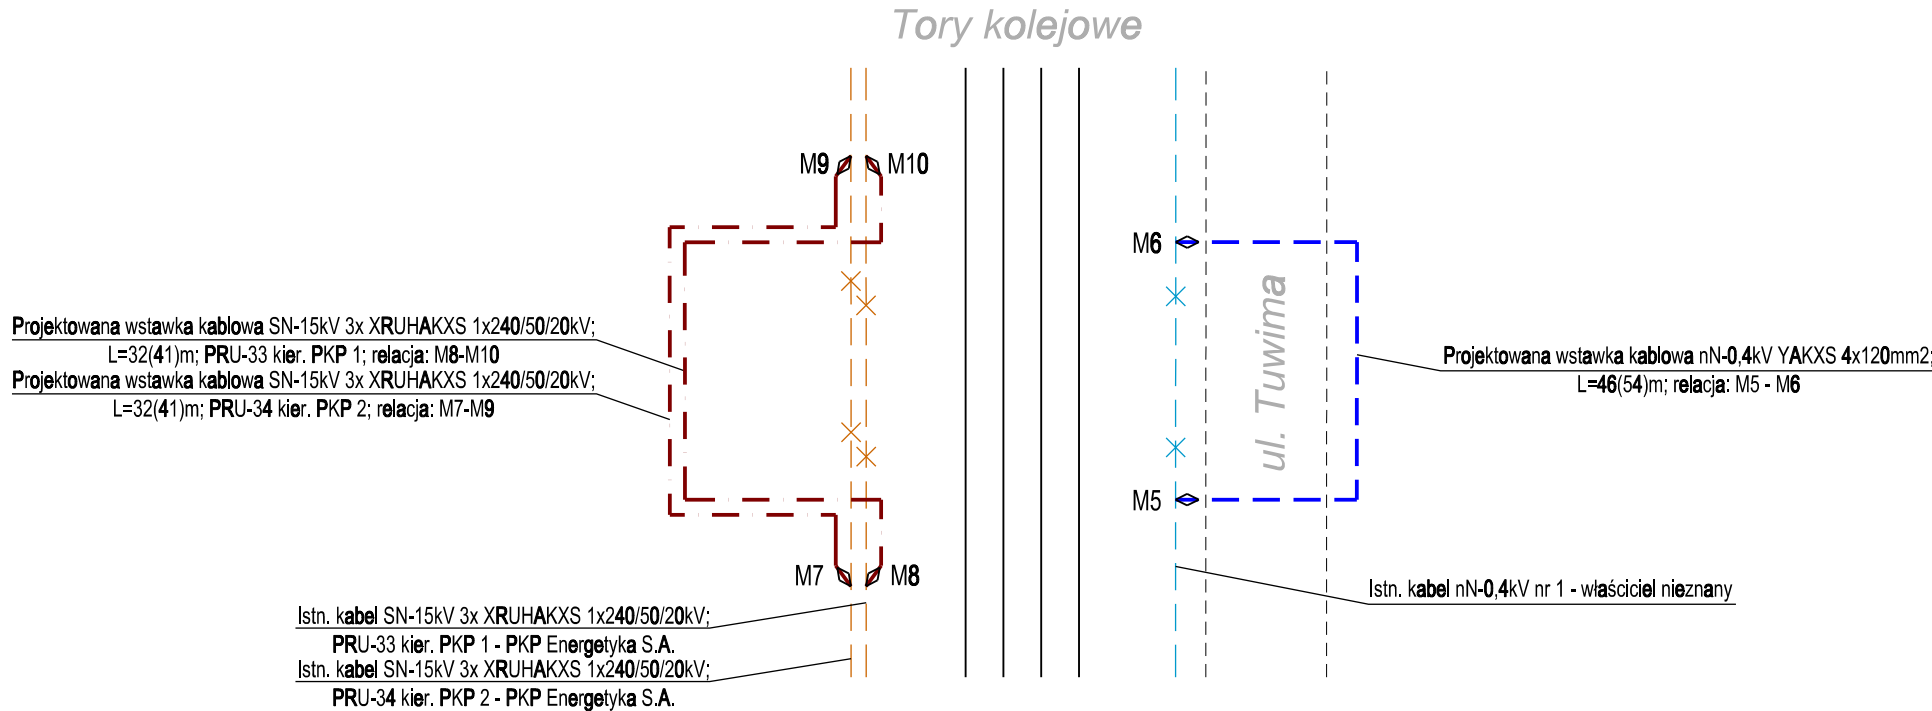 Tory kolejowe
M9
M10
M6
Projektowana wstawka kablowa SN-15kV 3x XRUHAKXS 1x240/50/20kV;
L=32(41)m; PRU-33 kier. PKP 1; relacja: M8-M10
Projektowana wstawka kablowa SN-15kV 3x XRUHAKXS 1x240/50/20kV;
L=32(41)m; PRU-34 kier. PKP 2; relacja: M7-M9
ul. Tuwima
Projektowana wstawka kablowa nN-0,4kV YAKXS 4x120mm2;
L=46(54)m; relacja: M5 - M6
M5
M7
M8
Istn. kabel nN-0,4kV nr 1 - właściciel nieznany
Istn. kabel SN-15kV 3x XRUHAKXS 1x240/50/20kV;
PRU-33 kier. PKP 1 - PKP Energetyka S.A.
Istn. kabel SN-15kV 3x XRUHAKXS 1x240/50/20kV;
PRU-34 kier. PKP 2 - PKP Energetyka S.A.